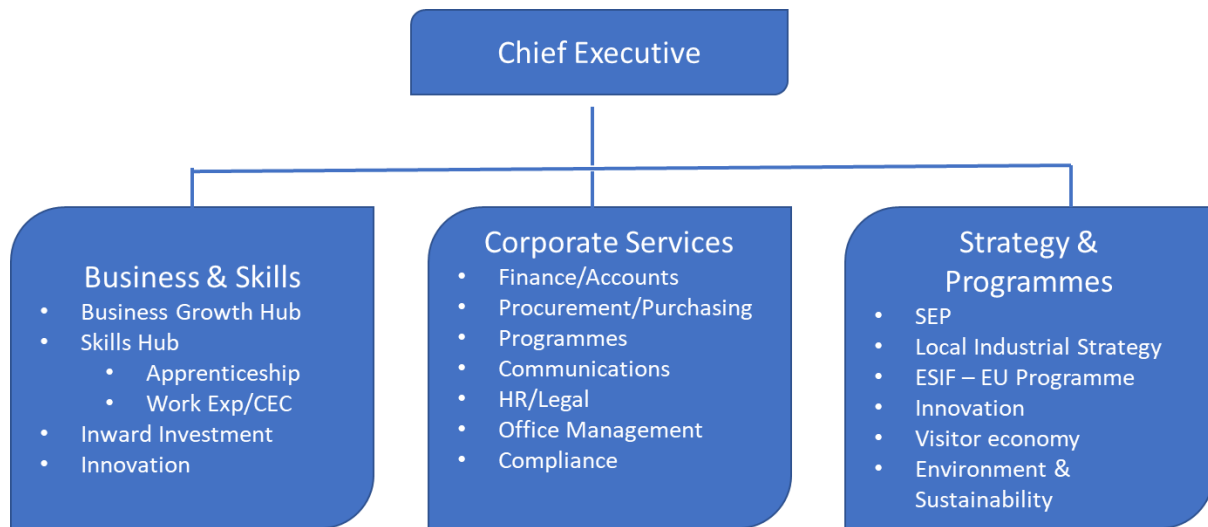 Chief Executive
Business & Skills
• Business Growth Hub
• Skills Hub
• Apprenticeship
• Work Exp/CEC
• Inward Investment
• Innovation
Corporate Services
• Finance/Accounts
• Procurement/Purchasing
• Programmes
• Communications
• HR/Legal
• Office Management
• Compliance
Strategy &
Programmes
• SEP
• Local Industrial Strategy
• ESIF – EU Programme
• Innovation
• Visitor economy
• Environment &
Sustainability